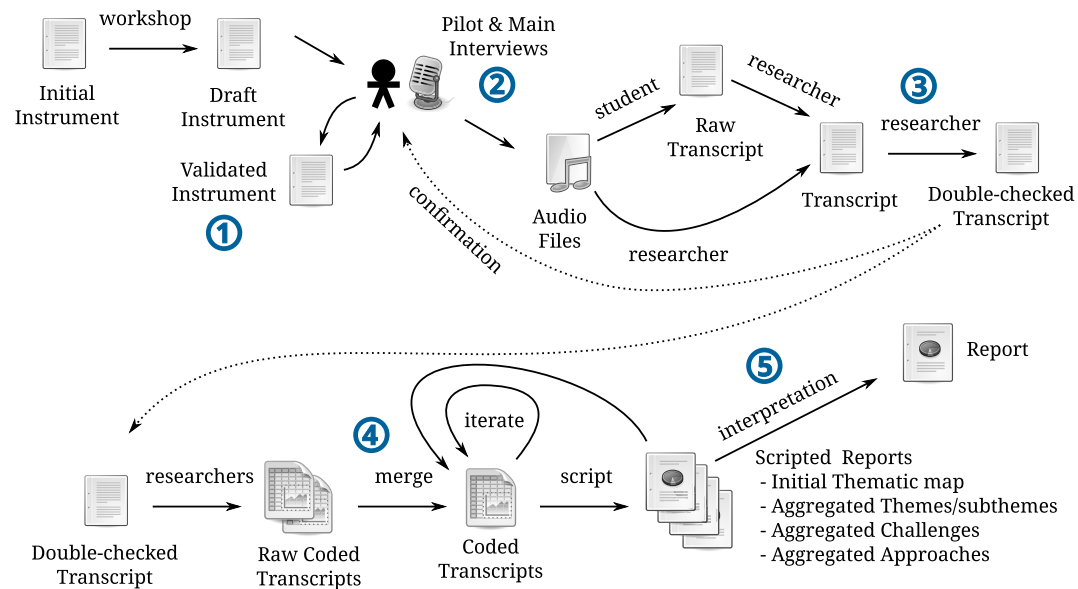 workshop
Initial
Instrument
Draft
Instrument
Pilot & Main
Interviews
2
Validated
Instrument
1
confirmation
Audio
Files
student
Raw
Transcript
researcher
researcher
Transcript
3
researcher
Double-checked
Transcript
Double-checked
Transcript
researchers
Raw Coded
Transcripts
4
merge
iterate
Coded
Transcripts
script
5
interpretation
Report
Scripted Reports
- Initial Thematic map
- Aggregated Themes/subthemes
- Aggregated Challenges
- Aggregated Approaches